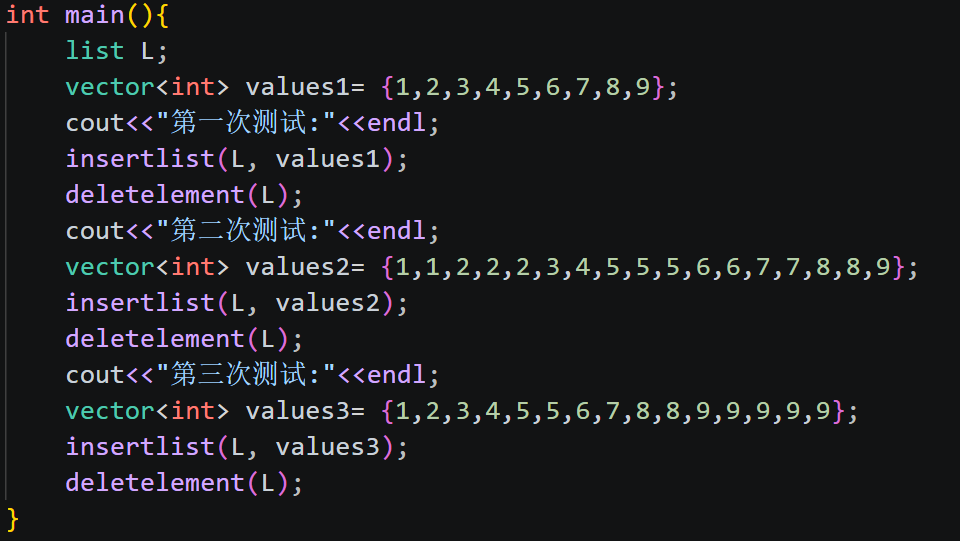 int main(){
    list L;
    vector<int> values1= {1,2,3,4,5,6,7,8,9};
    cout<<"第一次测试:"<<endl;
    insertlist(L, values1);
    deletelement(L);
    cout<<"第二次测试:"<<endl;
    vector<int> values2= {1,1,2,2,2,3,4,5,5,5,6,6,7,7,8,8,9};
    insertlist(L, values2);
    deletelement(L);
    cout<<"第三次测试:"<<endl;
    vector<int> values3= {1,2,3,4,5,5,6,7,8,8,9,9,9,9,9};
    insertlist(L, values3);
    deletelement(L);
}